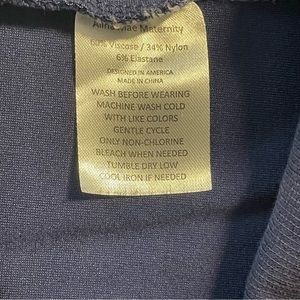 Anna Mae Maternity
60% Viscose / 34% Nylon
6% Elastane
DESIGNED IN AMERICA
MADE IN CHINA
WASH BEFORE WEARING
MACHINE WASH COLD
WITH LIKE COLORS
GENTLE CYCLE
ONLY NON-CHLORINE
BLEACH WHEN NEEDED
TUMBLE DRY LOW
COOL IRON IF NEEDED